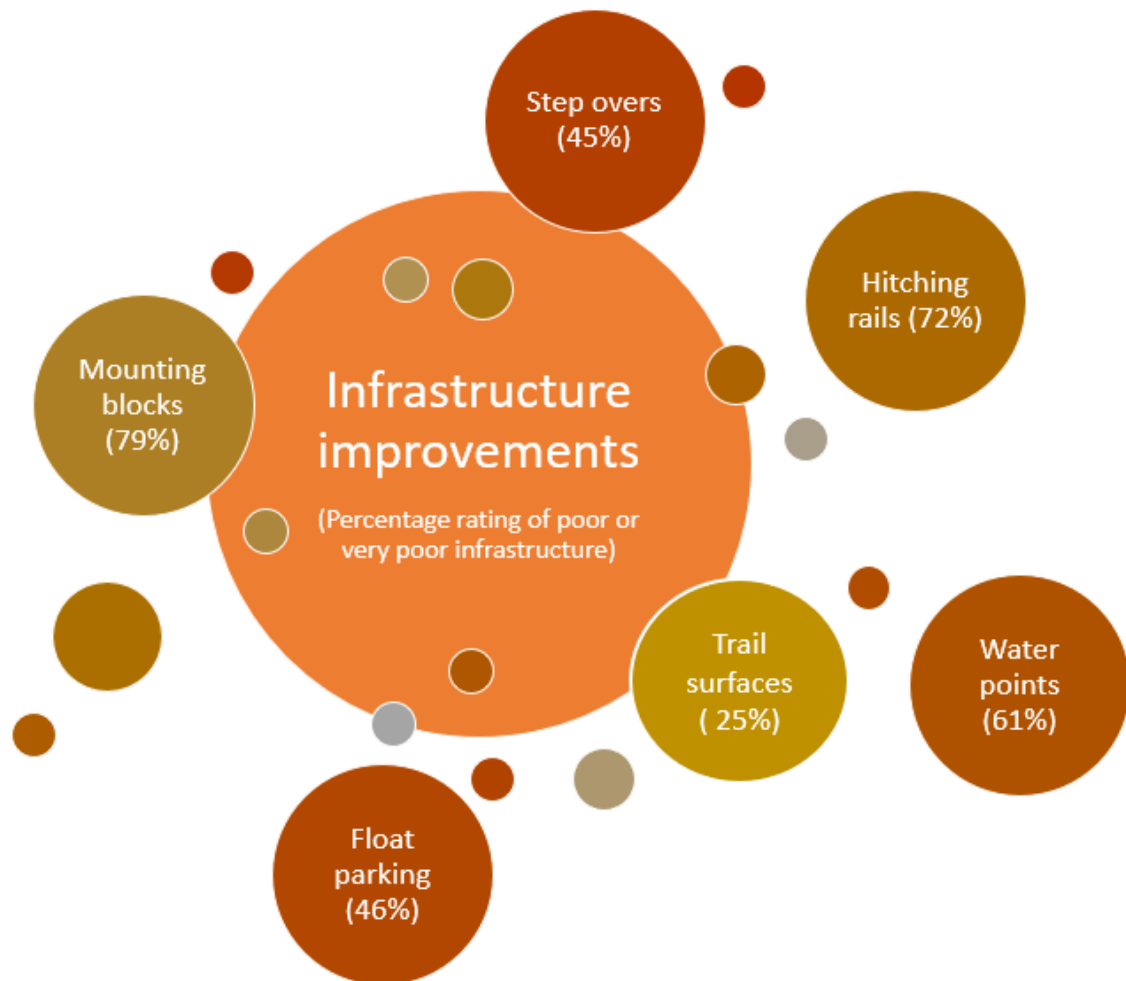 Step overs
(45%)
Hitching
rails (72%)
Mounting
blocks
(79%)
Infrastructure
improvements
(Percentage rating of poor or
very poor infrastructure)
Trail
surfaces
( 25%)
Water
points
(61%)
Float
parking
(46%)